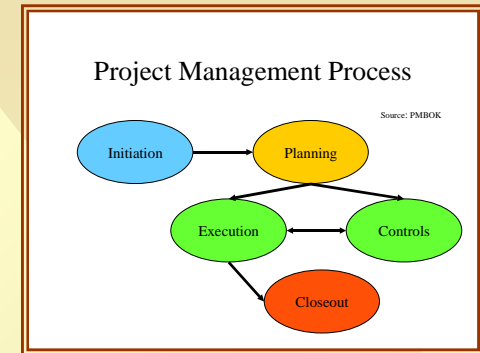 Project Management Process
Source: PMBOK
Initiation
Planning
Execution
Controls
Closeout